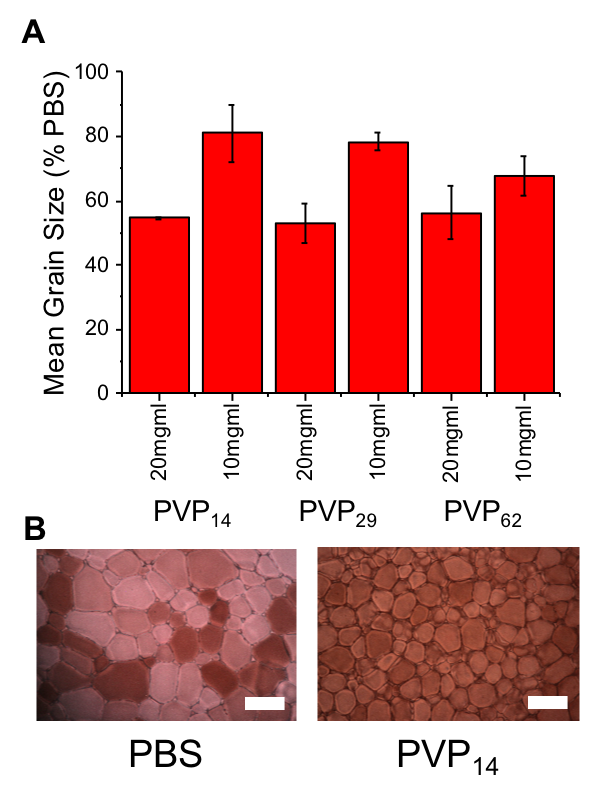 A
Mean Grain Size (% PBS)
100
80
60
40
20
0
20mgml
10mgml
20mgml
10mgml
20mgml
10mgml
PVP₁₄ PVP₂₉ PVP₆₂
B
PBS PVP₁₄